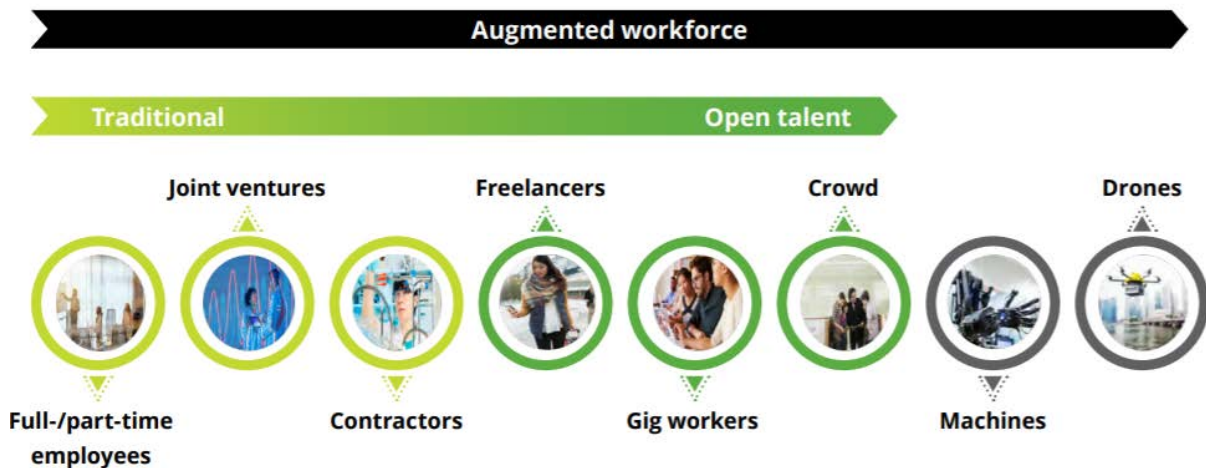 Augmented workforce
Traditional
Open talent
Joint ventures
Freelancers
Crowd
Drones
Full-/part-time
employees
Contractors
Gig workers
Machines